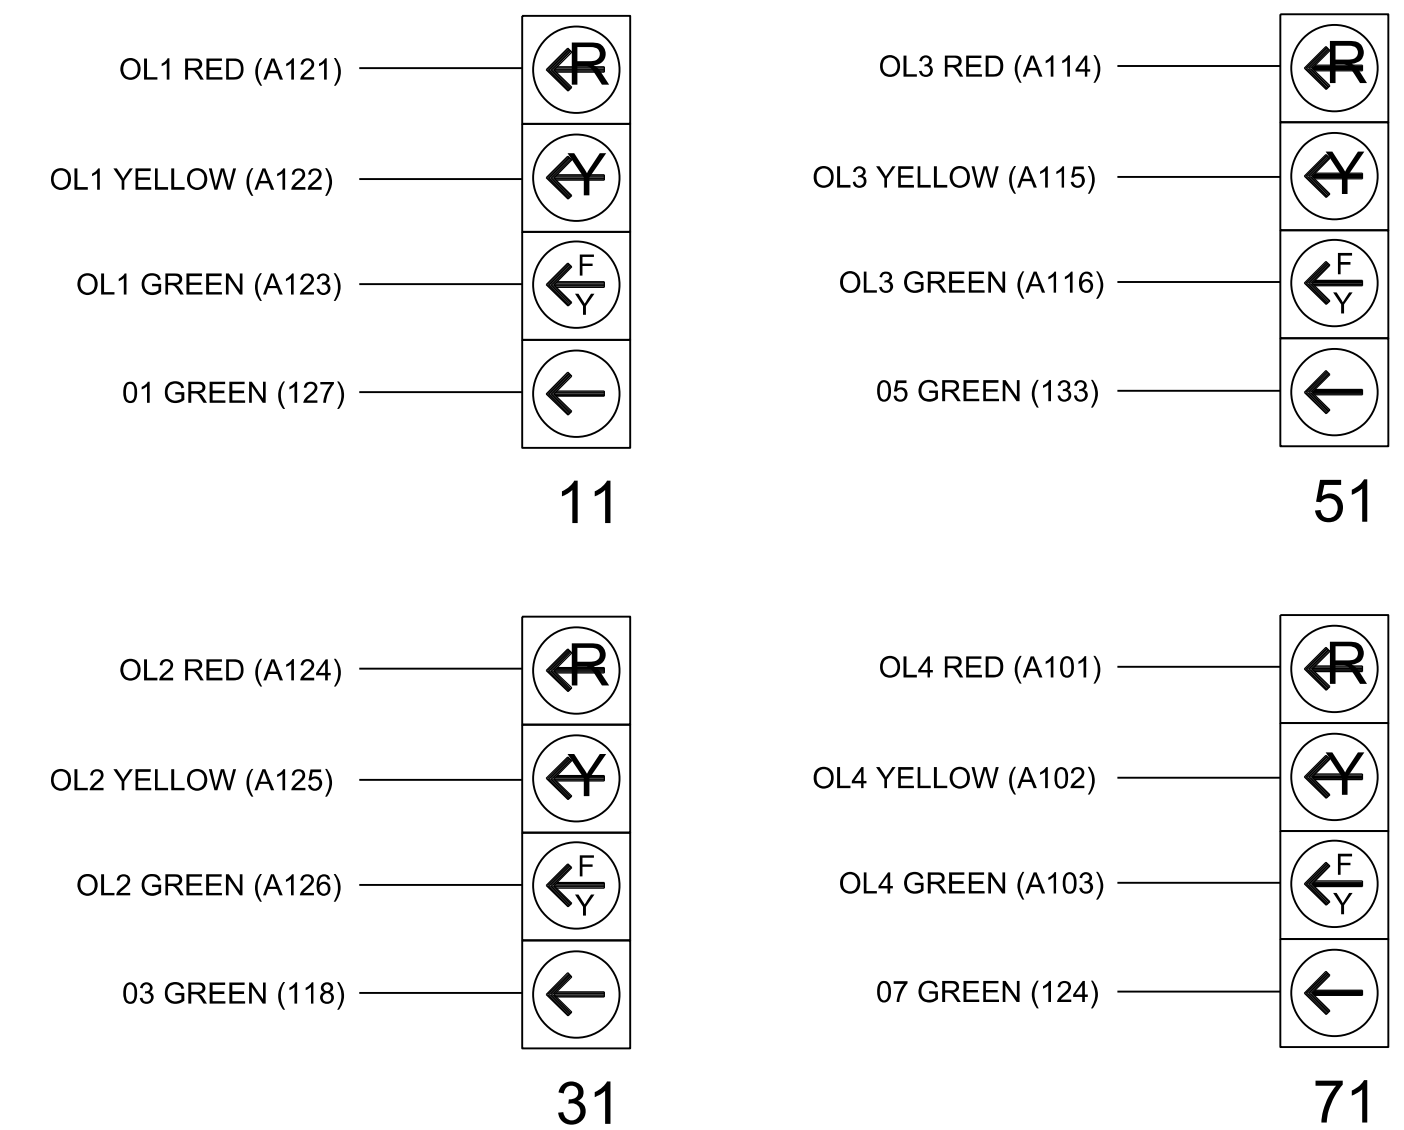 OL1 RED (A121)
R
OL1 YELLOW (A122)
Y
OL1 GREEN (A123)
F
Y
01 GREEN (127)
11
OL3 RED (A114)
R
OL3 YELLOW (A115)
Y
OL3 GREEN (A116)
F
Y
05 GREEN (133)
51
OL2 RED (A124)
R
OL2 YELLOW (A125)
Y
OL2 GREEN (A126)
F
Y
03 GREEN (118)
31
OL4 RED (A101)
R
OL4 YELLOW (A102)
Y
OL4 GREEN (A103)
F
Y
07 GREEN (124)
71